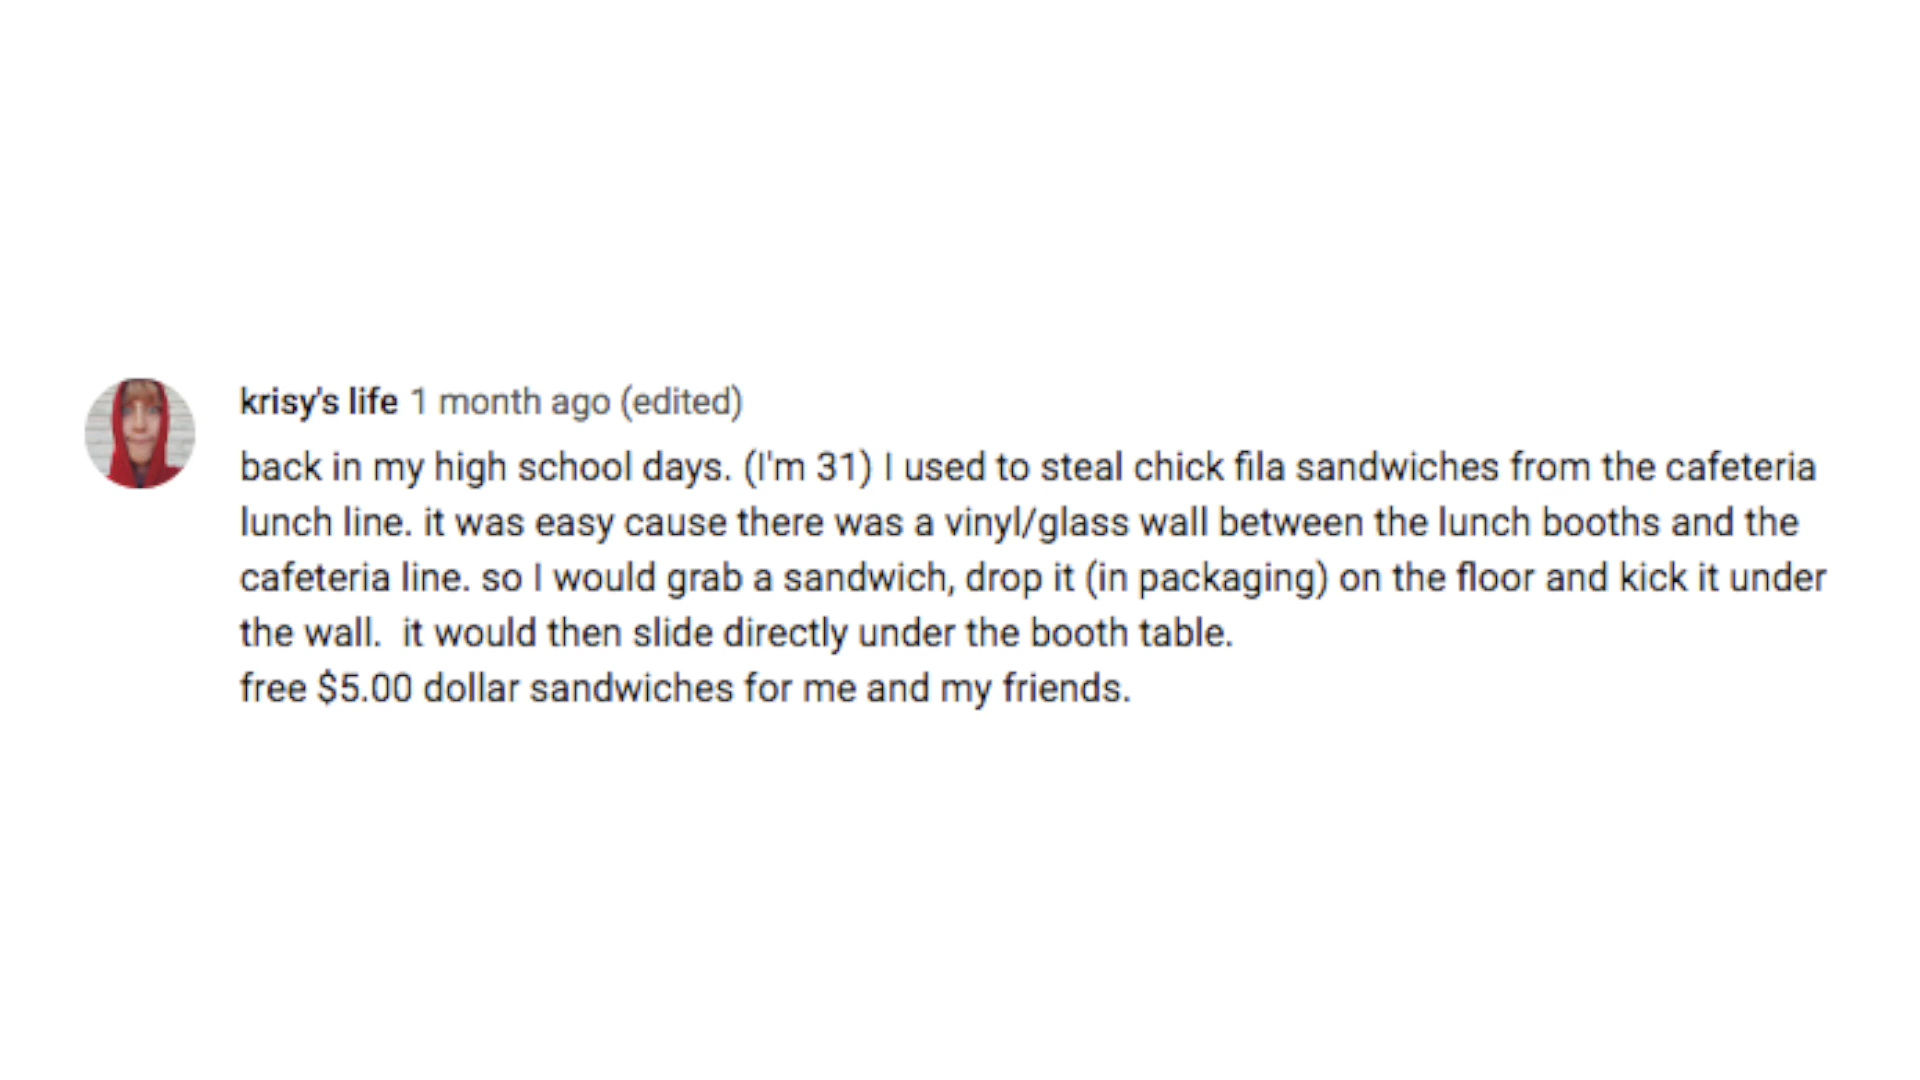 krisy's life 1 month ago (edited)
back in my high school days. (I'm 31) I used to steal chick fila sandwiches from the cafeteria
lunch line. it was easy cause there was a vinyl/glass wall between the lunch booths and the
cafeteria line. so I would grab a sandwich, drop it (in packaging) on the floor and kick it under
the wall.  it would then slide directly under the booth table.
free $5.00 dollar sandwiches for me and my friends.